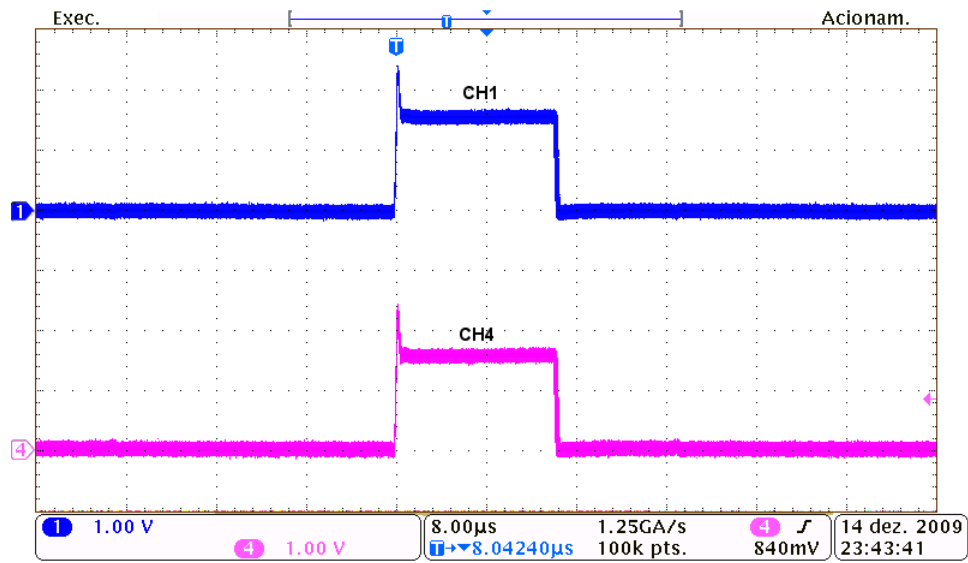 Exec. Acionam.
T
T
CH1
1
CH4
4
1 1.00 V 8.00µs 1.25GA/s 4 14 dez. 2009
4 1.00 V T→▼8.04240µs 100k pts. 840mV 23:43:41